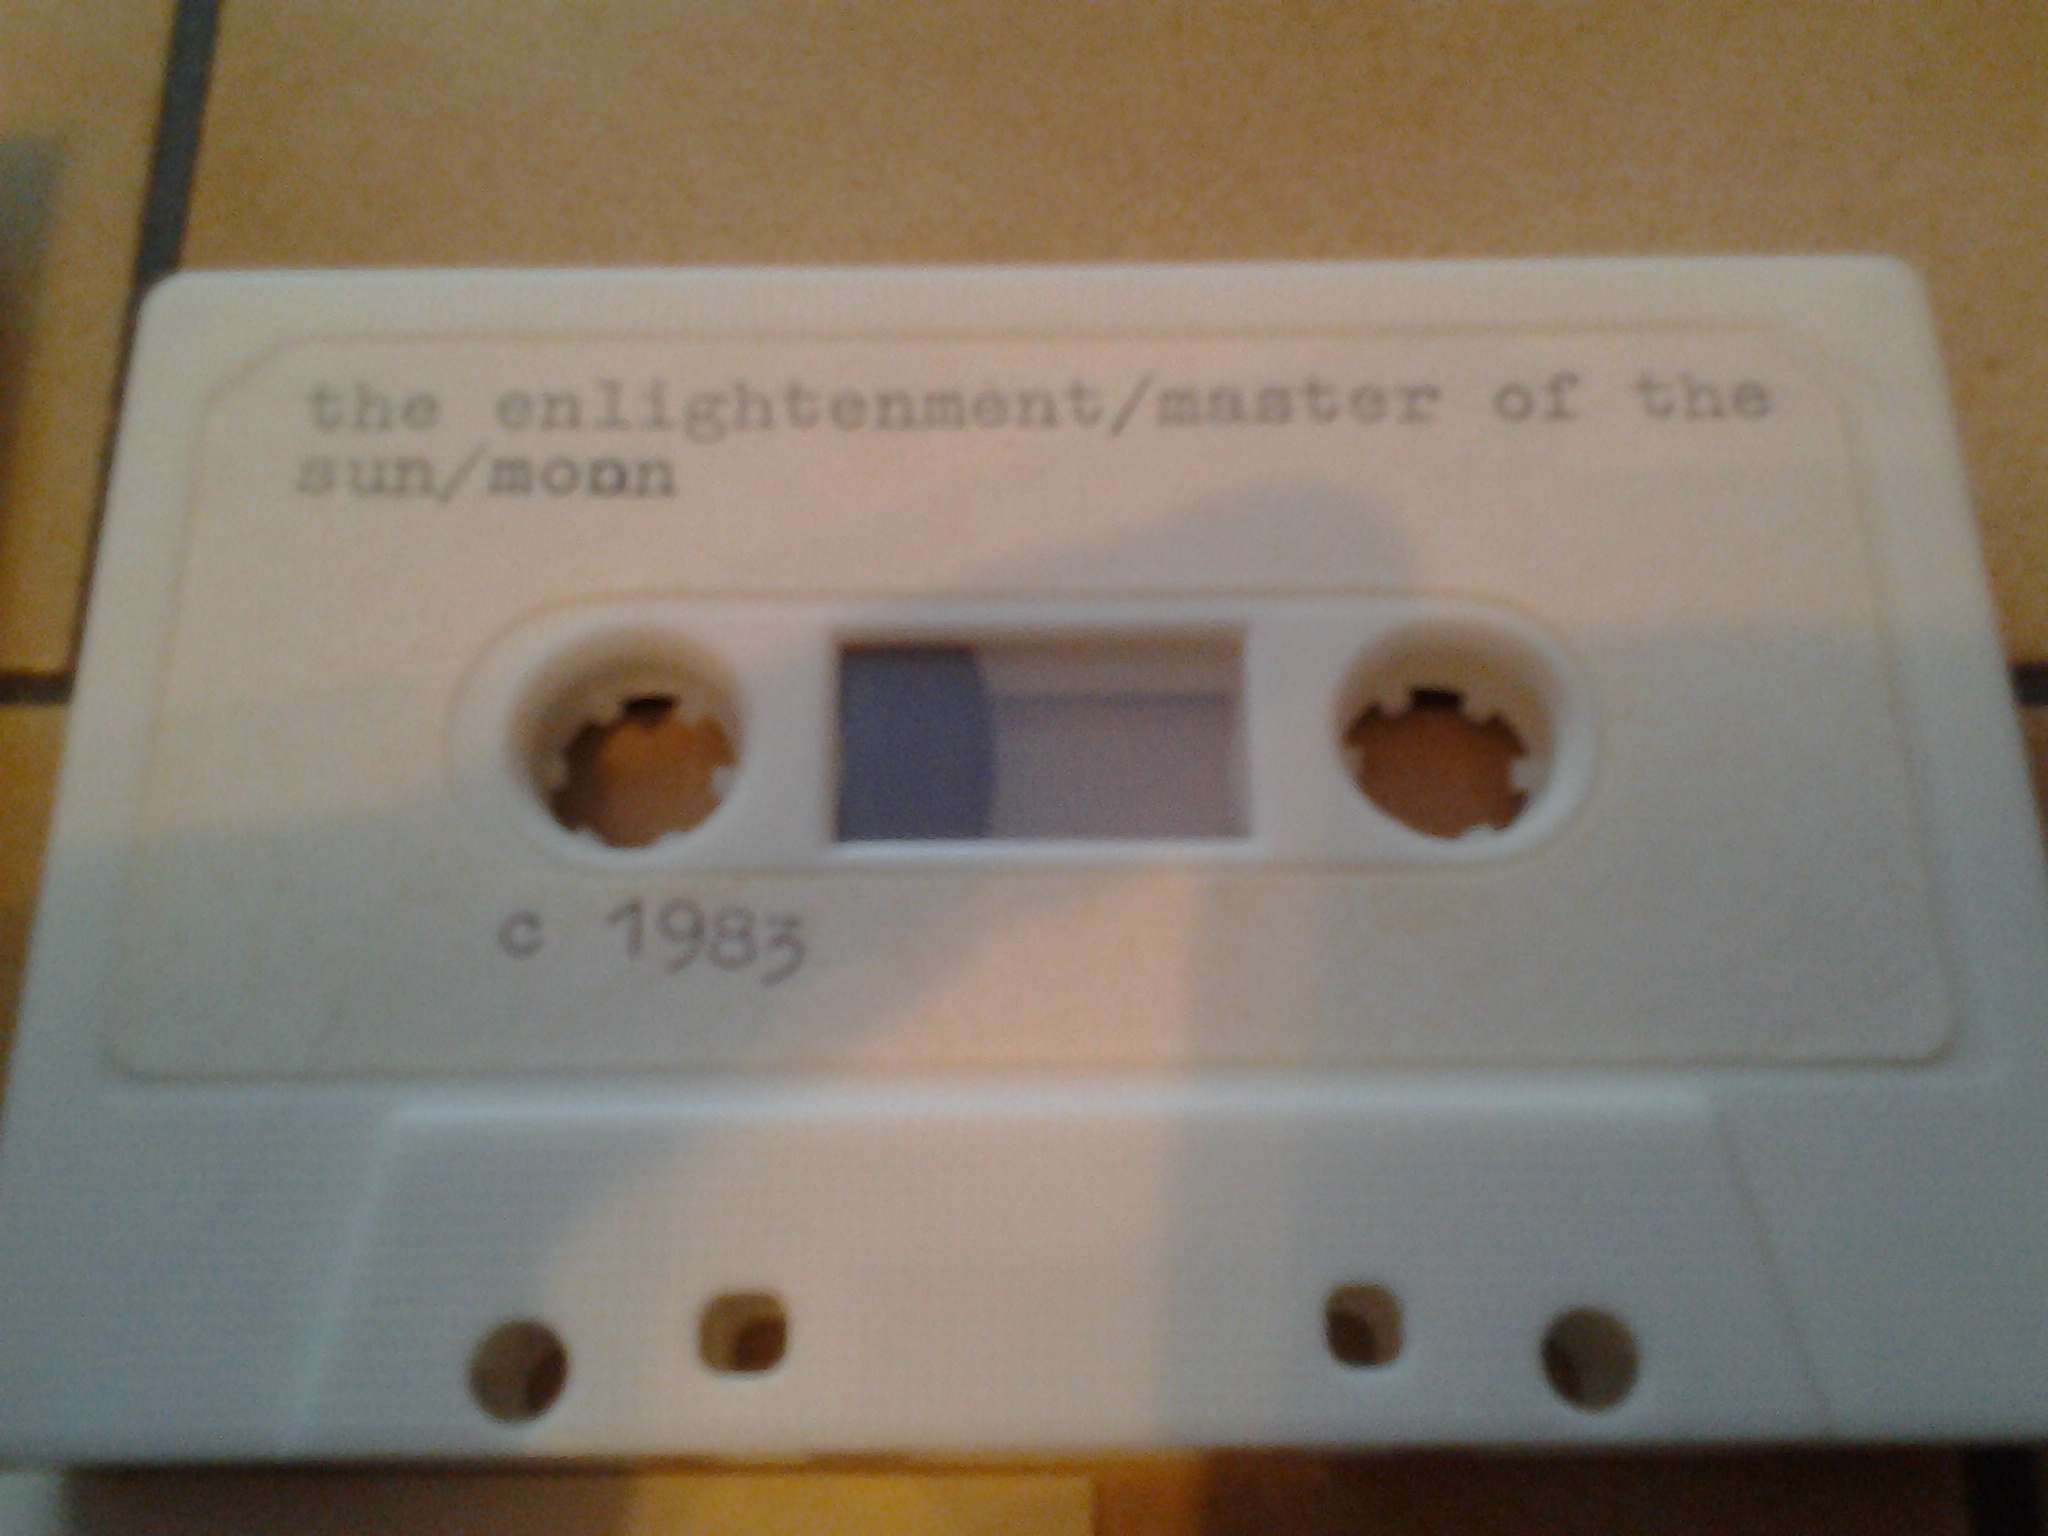 the enlightenment/master of the
sun/moon
c 1983